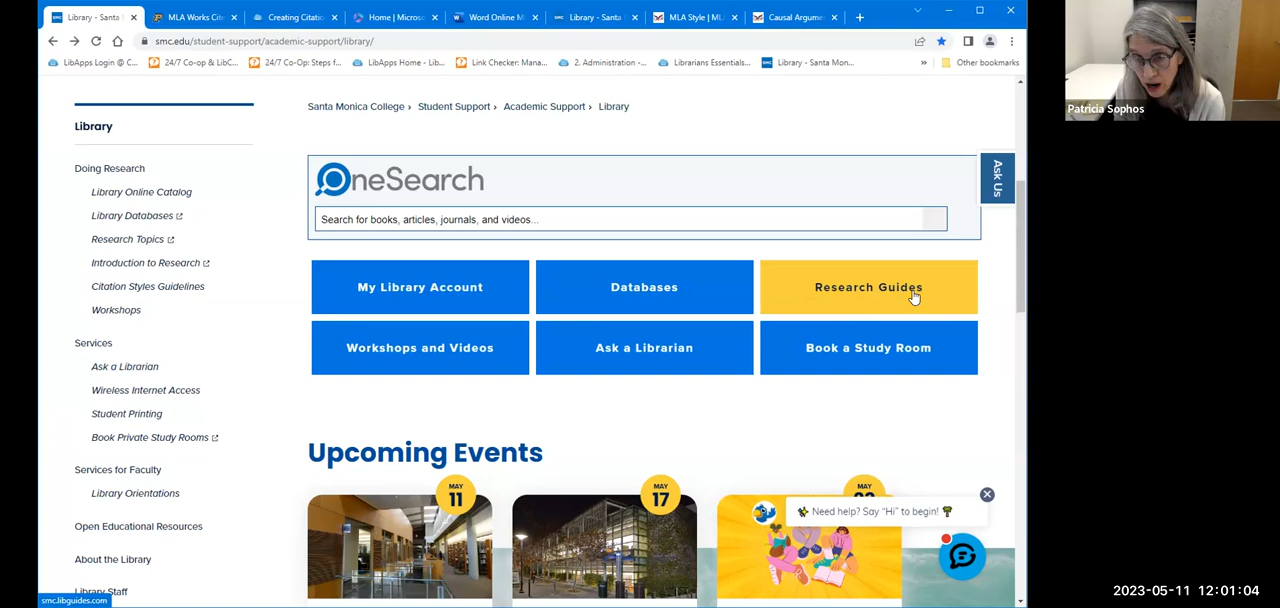 Library - Santa
MLA Works Cite
Creating Citatio
Home | Microso
Word Online M
Library - Santa
MLA Style | ML
Causal Argume
smc.edu/student-support/academic-support/library/
LibApps Login @ C...
24/7 Co-op & LibC...
24/7 Co-Op: Steps f...
LibApps Home - Lib...
Link Checker: Mana...
2. Administration -...
Librarians Essentials...
Library - Santa Mon...
»
Other bookmarks
Patricia Sophos
Library
Doing Research
Library Online Catalog
Library Databases
Research Topics
Introduction to Research
Citation Styles Guidelines
Workshops
Services
Ask a Librarian
Wireless Internet Access
Student Printing
Book Private Study Rooms
Services for Faculty
Library Orientations
Open Educational Resources
About the Library
Library Staff
Santa Monica College › Student Support › Academic Support › Library
OneSearch
Search for books, articles, journals, and videos...
Ask Us
My Library Account
Databases
Research Guides
Workshops and Videos
Ask a Librarian
Book a Study Room
Upcoming Events
MAY
11
MAY
17
MAY
Need help? Say “Hi” to begin!
smc.libguides.com
2023-05-11 12:01:04